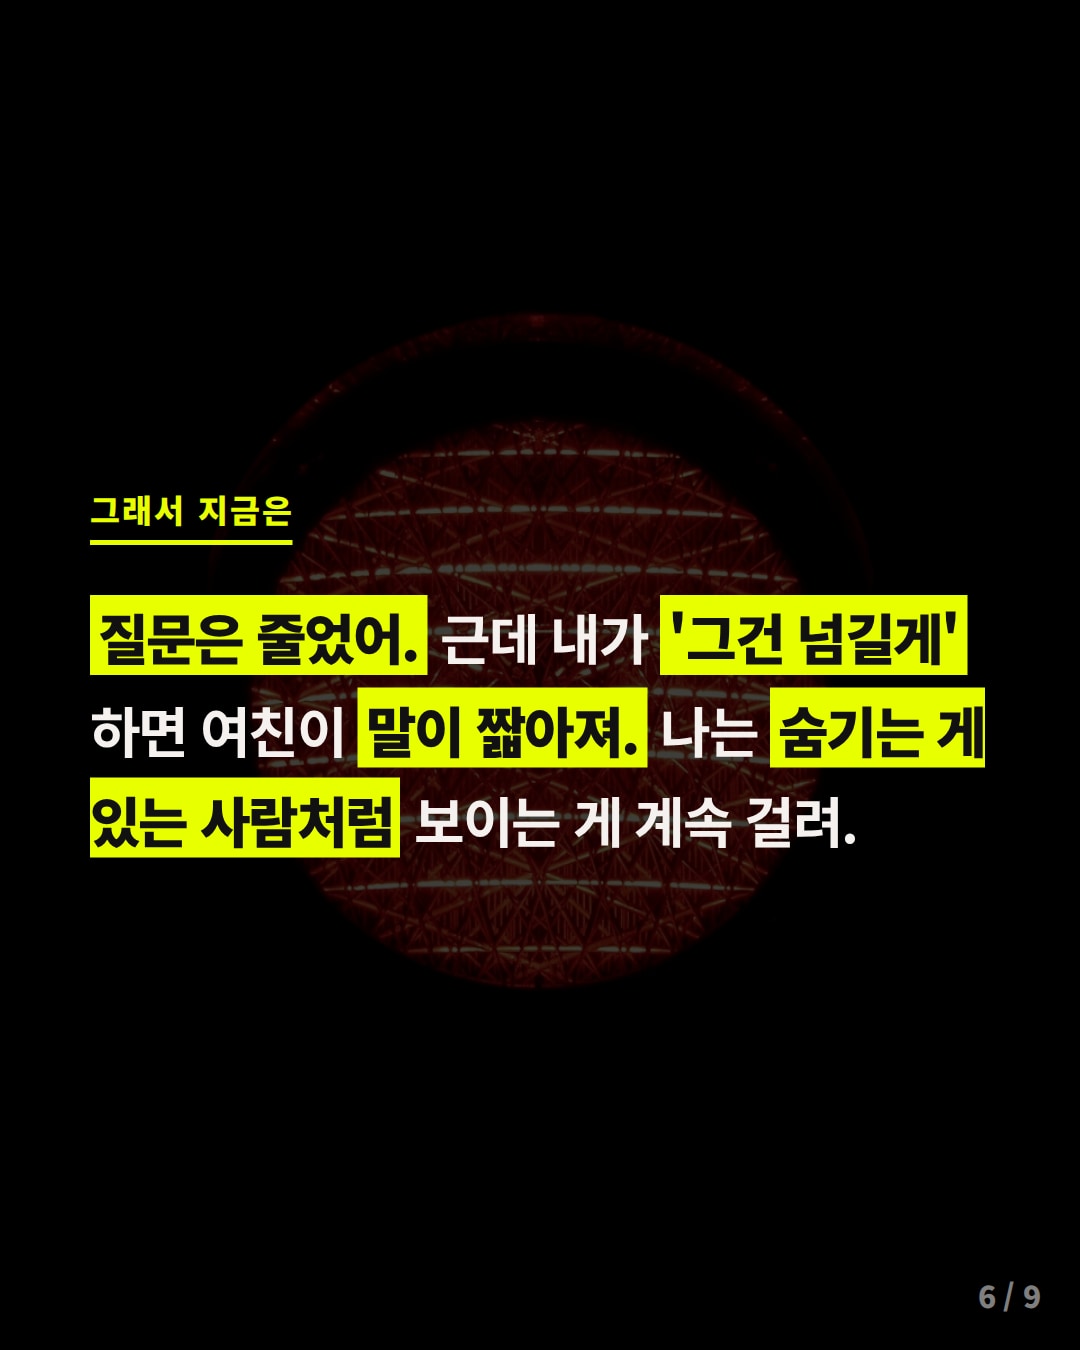 그래서 지금은
질문은 줄었어. 근데 내가 '그건 넘길게'
하면 여친이 말이 짧아져. 나는 숨기는 게
있는 사람처럼 보이는 게 계속 걸려.
6 / 9